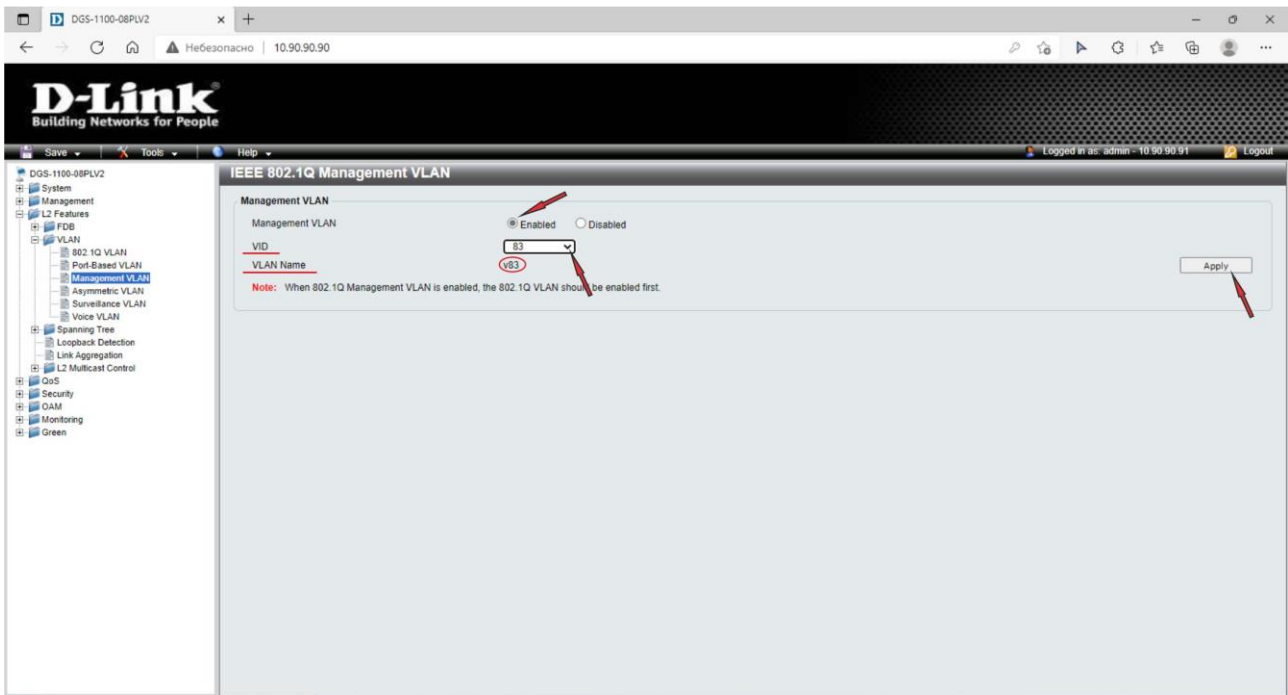 DGS-1100-08PLV2
Небезопасно 10.90.90.90
D-Link
Building Networks for People
Save Tools Help Logged in as: admin - 10.90.90.91 Logout
DGS-1100-08PLV2
System
Management
L2 Features
FDB
VLAN
802.1Q VLAN
Port-Based VLAN
Management VLAN
Asymmetric VLAN
Surveillance VLAN
Voice VLAN
Spanning Tree
Loopback Detection
Link Aggregation
L2 Multicast Control
QoS
Security
OAM
Monitoring
Green
IEEE 802.1Q Management VLAN
Management VLAN
Management VLAN Enabled Disabled
VID 83
VLAN Name v83
Apply
Note: When 802.1Q Management VLAN is enabled, the 802.1Q VLAN should be enabled first.